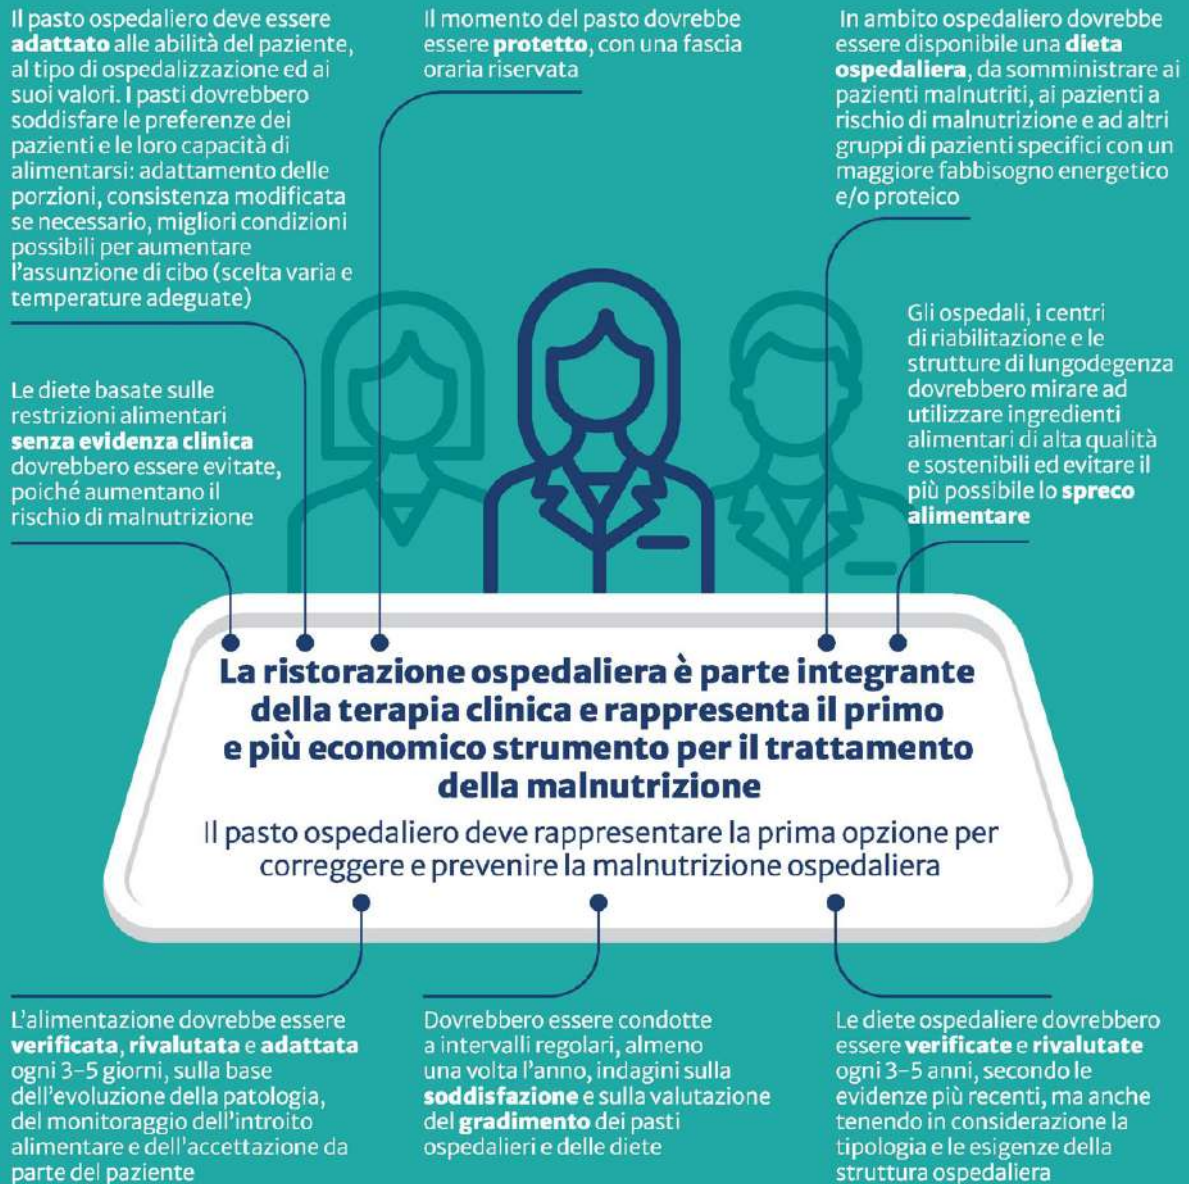 Il pasto ospedaliero deve essere
adattato alle abilità del paziente,
al tipo di ospedalizzazione ed ai
suoi valori. I pasti dovrebbero
soddisfare le preferenze dei
pazienti e le loro capacità di
alimentarsi: adattamento delle
porzioni, consistenza modificata
se necessario, migliori condizioni
possibili per aumentare
l'assunzione di cibo (scelta varia e
temperature adeguate)
Il momento del pasto dovrebbe
essere protetto, con una fascia
oraria riservata
In ambito ospedaliero dovrebbe
essere disponibile una dieta
ospedaliera, da somministrare ai
pazienti malnutriti, ai pazienti a
rischio di malnutrizione e ad altri
gruppi di pazienti specifici con un
maggiore fabbisogno energetico
e/o proteico
Le diete basate sulle
restrizioni alimentari
senza evidenza clinica
dovrebbero essere evitate,
poiché aumentano il
rischio di malnutrizione
Gli ospedali, i centri
di riabilitazione e le
strutture di lungodegenza
dovrebbero mirare ad
utilizzare ingredienti
alimentari di alta qualità
e sostenibili ed evitare il
più possibile lo spreco
alimentare
La ristorazione ospedaliera è parte integrante
della terapia clinica e rappresenta il primo
e più economico strumento per il trattamento
della malnutrizione
Il pasto ospedaliero deve rappresentare la prima opzione per
correggere e prevenire la malnutrizione ospedaliera
L'alimentazione dovrebbe essere
verificata, rivalutata e adattata
ogni 3-5 giorni, sulla base
dell'evoluzione della patologia,
del monitoraggio dell'introito
alimentare e dell'accettazione da
parte del paziente
Dovrebbero essere condotte
a intervalli regolari, almeno
una volta l'anno, indagini sulla
soddisfazione e sulla valutazione
del gradimento dei pasti
ospedalieri e delle diete
Le diete ospedaliere dovrebbero
essere verificate e rivalutate
ogni 3-5 anni, secondo le
evidenze più recenti, ma anche
tenendo in considerazione la
tipologia e le esigenze della
struttura ospedaliera